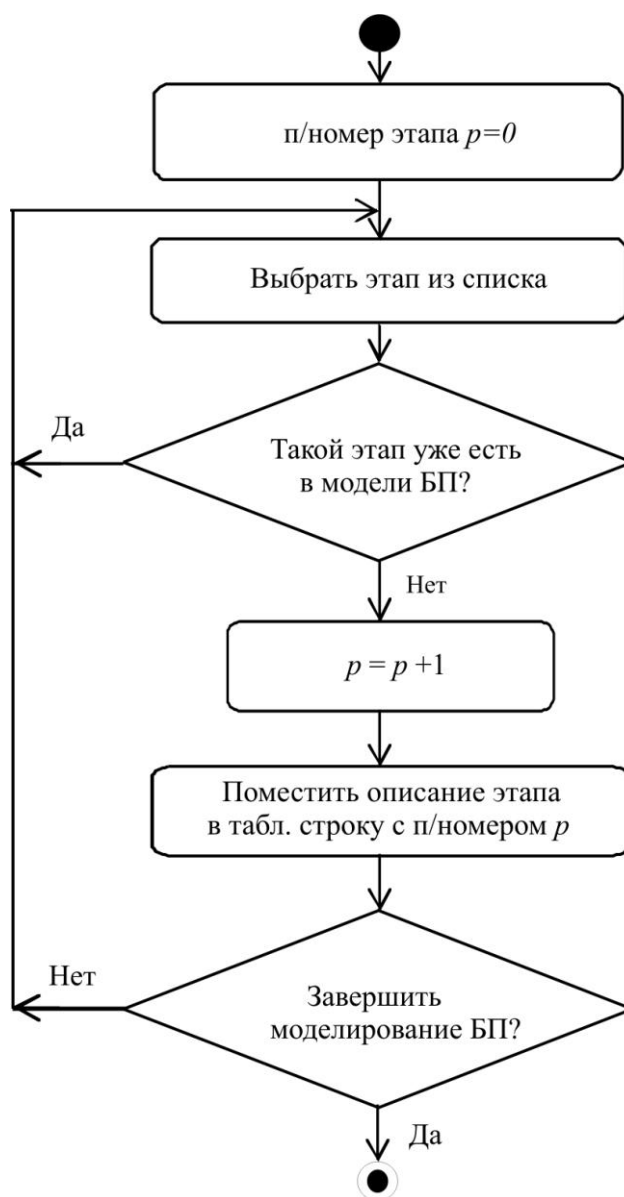 п/номер этапа p=0
Выбрать этап из списка
Да
Такой этап уже есть
в модели БП?
Нет
p = p +1
Поместить описание этапа
в табл. строку с п/номером p
Нет
Завершить
моделирование БП?
Да